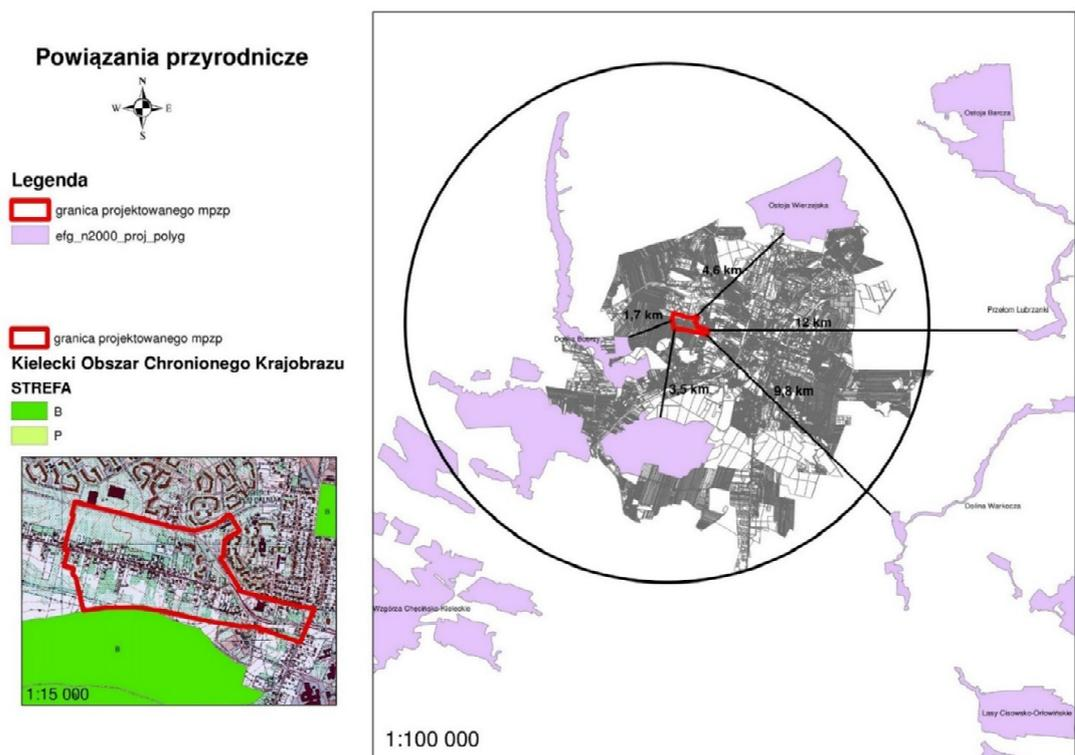 Powiązania przyrodnicze
N
W E
S
Legenda
granica projektowanego mpzp
efg_n2000_proj_polyg
granica projektowanego mpzp
Kielecki Obszar Chronionego Krajobrazu
STREFA
B
P
B
B
1:15 000
Ostoja Barcza
Ostoja Wierzejska
4,6 km
1,7 km
Przełom Lubrzanki
12 km
Dolina Bobrzy
3,5 km
9,8 km
Dolina Warkocza
Wzgórza Chęcińsko-Kieleckie
Lasy Cisowsko-Orłowińskie
1:100 000